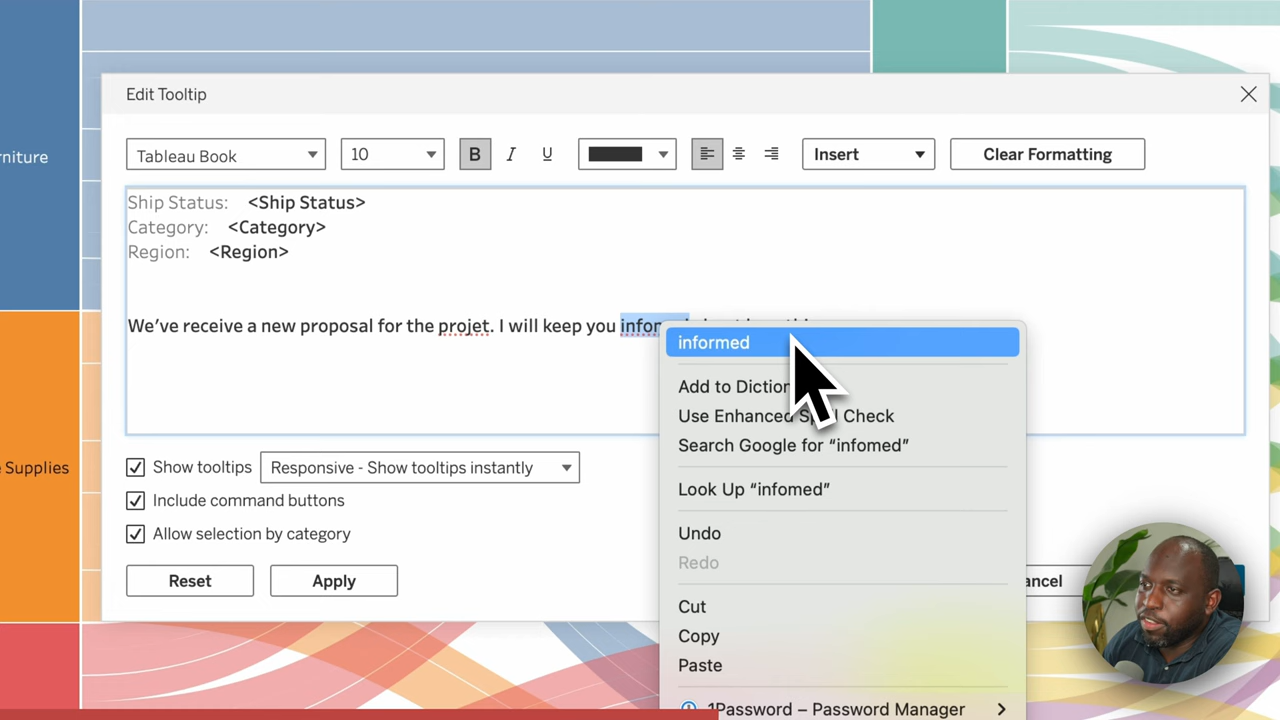 rniture
Supplies
Edit Tooltip
Tableau Book
10
B
I
U
Insert
Clear Formatting
Ship Status: <Ship Status>
Category: <Category>
Region: <Region>
We've receive a new proposal for the projet. I will keep you
informed
Add to
Use Enhanced Check
Search Google for “infomed”
Look Up “infomed”
Undo
Redo
Cut
Copy
Paste
1Password – Password Manager
Show tooltips
Responsive - Show tooltips instantly
Include command buttons
Allow selection by category
Reset
Apply
ancel